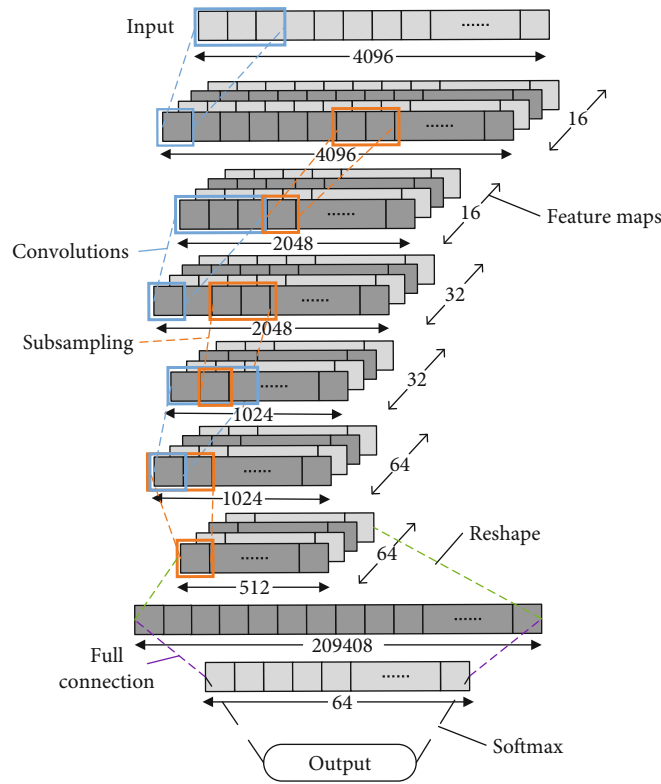 Input
......
4096
......
16
4096
......
16
Feature maps
2048
Convolutions
......
32
2048
Subsampling
......
32
1024
......
64
1024
......
64
Reshape
512
......
209408
Full
connection
......
64
Softmax
Output